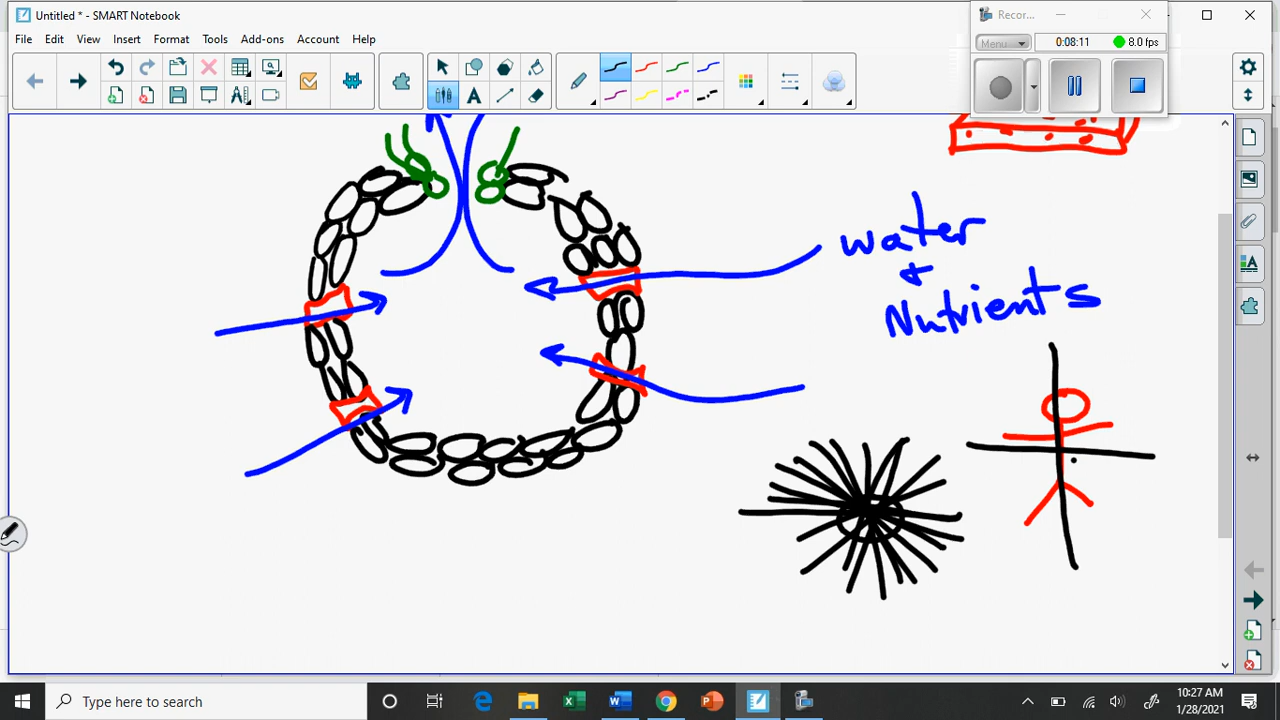 Untitled * - SMART Notebook
Recor...
File Edit View Insert Format Tools Add-ons Account Help
Menu
0:08:11
8.0 fps
water
+
Nutrients
Type here to search
10:27 AM
1/28/2021